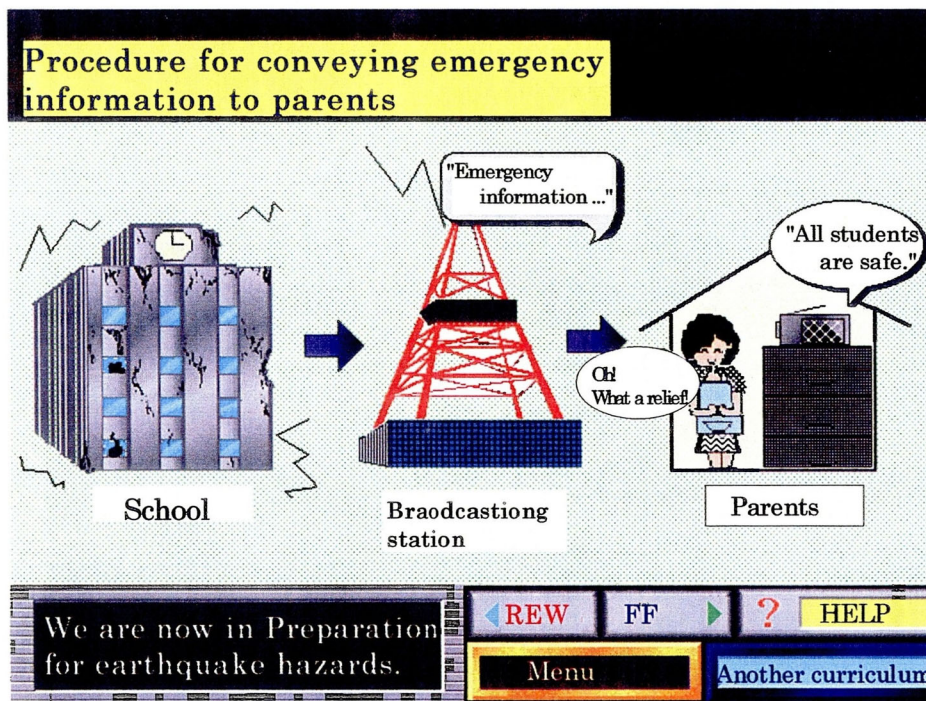 Procedure for conveying emergency
information to parents
"Emergency
information ..."
"All students
are safe."
Oh!
What a relief!
School
Braodcastiong
station
Parents
We are now in Preparation
for earthquake hazards.
REW
FF
? HELP
Menu
Another curriculum